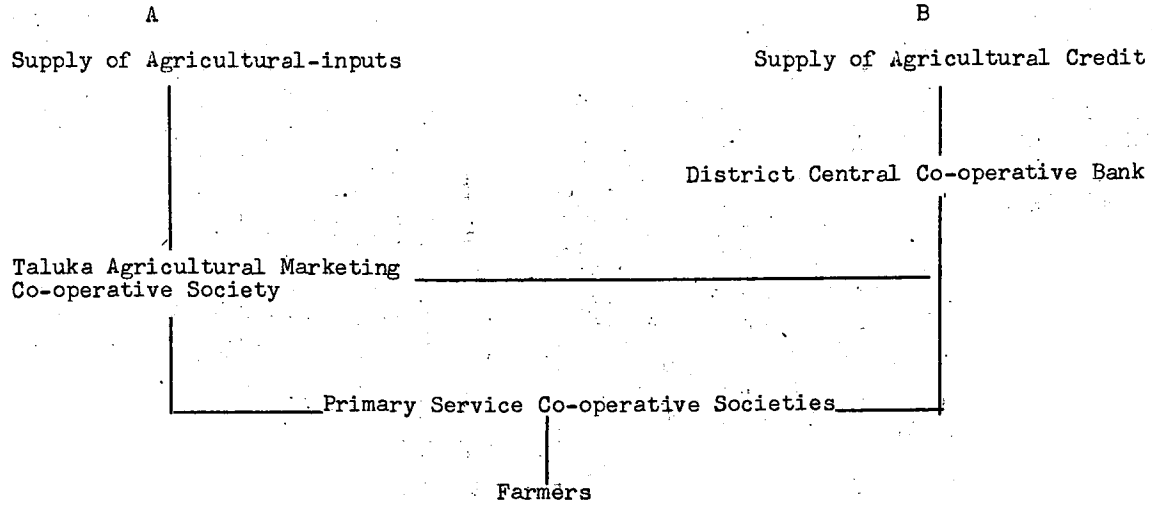 A
B
Supply of Agricultural-inputs
Supply of Agricultural Credit
District Central Co-operative Bank
Taluka Agricultural Marketing
Co-operative Society
Primary Service Co-operative Societies
Farmers